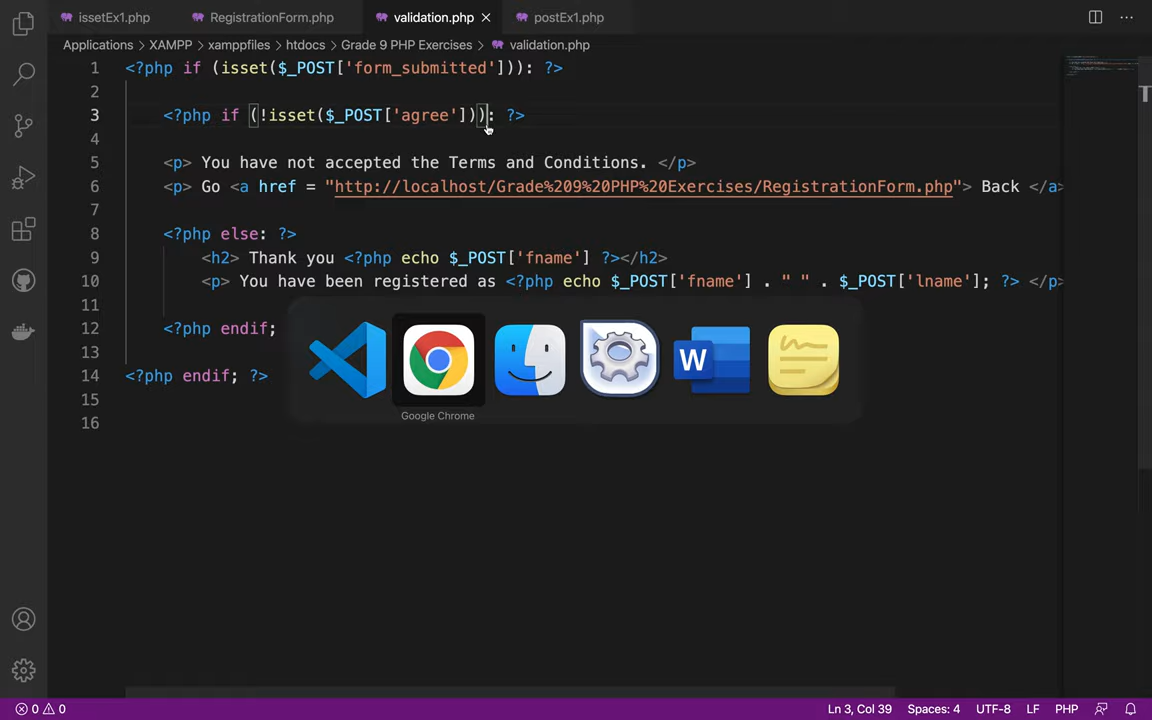 issetEx1.php RegistrationForm.php validation.php postEx1.php
Applications XAMPP xamppfiles htdocs Grade 9 PHP Exercises validation.php
1 <?php if (isset($_POST['form_submitted'])): ?>
2
3 <?php if (!isset($_POST['agree'])): ?>
4
5 <p> You have not accepted the Terms and Conditions. </p>
6 <p> Go <a href = "http://localhost/Grade%209%20PHP%20Exercises/RegistrationForm.php"> Back </a>
7
8 <?php else: ?>
9 <h2> Thank you <?php echo $_POST['fname'] ?></h2>
10 <p> You have been registered as <?php echo $_POST['fname'] . " " . $_POST['lname']; ?> </p>
11
12 <?php endif;
13
14 <?php endif; ?>
15
16
W
Google Chrome
0 0 Ln 3, Col 39 Spaces: 4 UTF-8 LF PHP